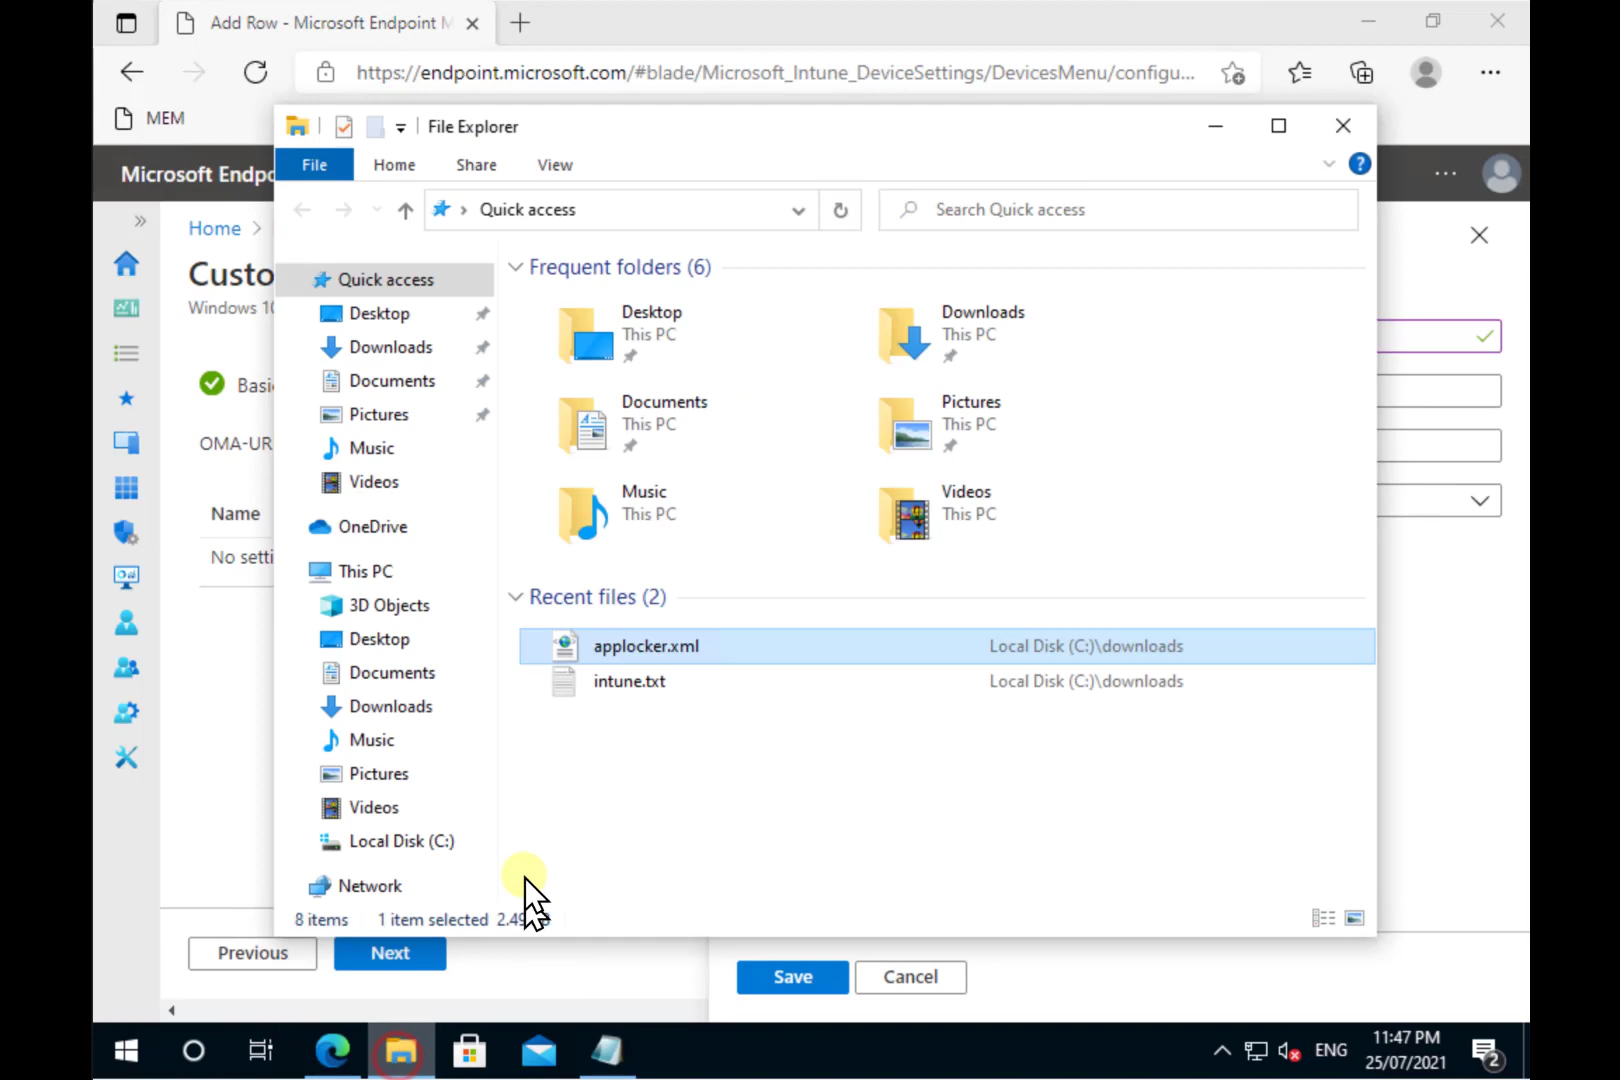 Add Row - Microsoft Endpoint M
https://endpoint.microsoft.com/#blade/Microsoft_Intune_DeviceSettings/DevicesMenu/configu...
MEM
File Explorer
File Home Share View
Microsoft Endpo
Quick access
Search Quick access
Home
Custo
Windows 10
Basi
OMA-UR
Name
No setti
Quick access
Desktop
Downloads
Documents
Pictures
Music
Videos
OneDrive
This PC
3D Objects
Desktop
Documents
Downloads
Music
Pictures
Videos
Local Disk (C:)
Network
Frequent folders (6)
Desktop
This PC
Downloads
This PC
Documents
This PC
Pictures
This PC
Music
This PC
Videos
This PC
Recent files (2)
applocker.xml Local Disk (C:)\downloads
intune.txt Local Disk (C:)\downloads
8 items 1 item selected
Previous Next
Save Cancel
ENG
11:47 PM
25/07/2021
2